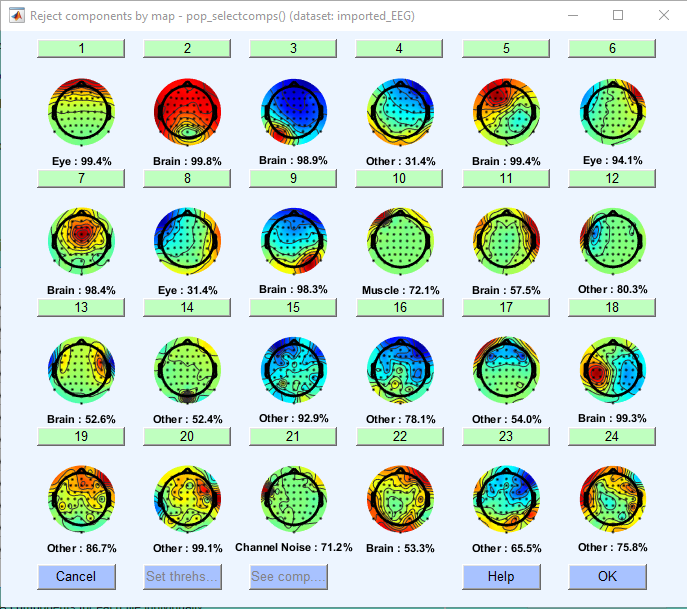 Reject components by map - pop_selectcomps() (dataset: imported_EEG)
1 2 3 4 5 6
Eye : 99.4% Brain : 99.8% Brain : 98.9% Other : 31.4% Brain : 99.4% Eye : 94.1%
7 8 9 10 11 12
Brain : 98.4% Eye : 31.4% Brain : 98.3% Muscle : 72.1% Brain : 57.5% Other : 80.3%
13 14 15 16 17 18
Brain : 52.6% Other : 52.4% Other : 92.9% Other : 78.1% Other : 54.0% Brain : 99.3%
19 20 21 22 23 24
Other : 86.7% Other : 99.1% Channel Noise : 71.2% Brain : 53.3% Other : 65.5% Other : 75.8%
Cancel Set threhs... See comp.... Help OK